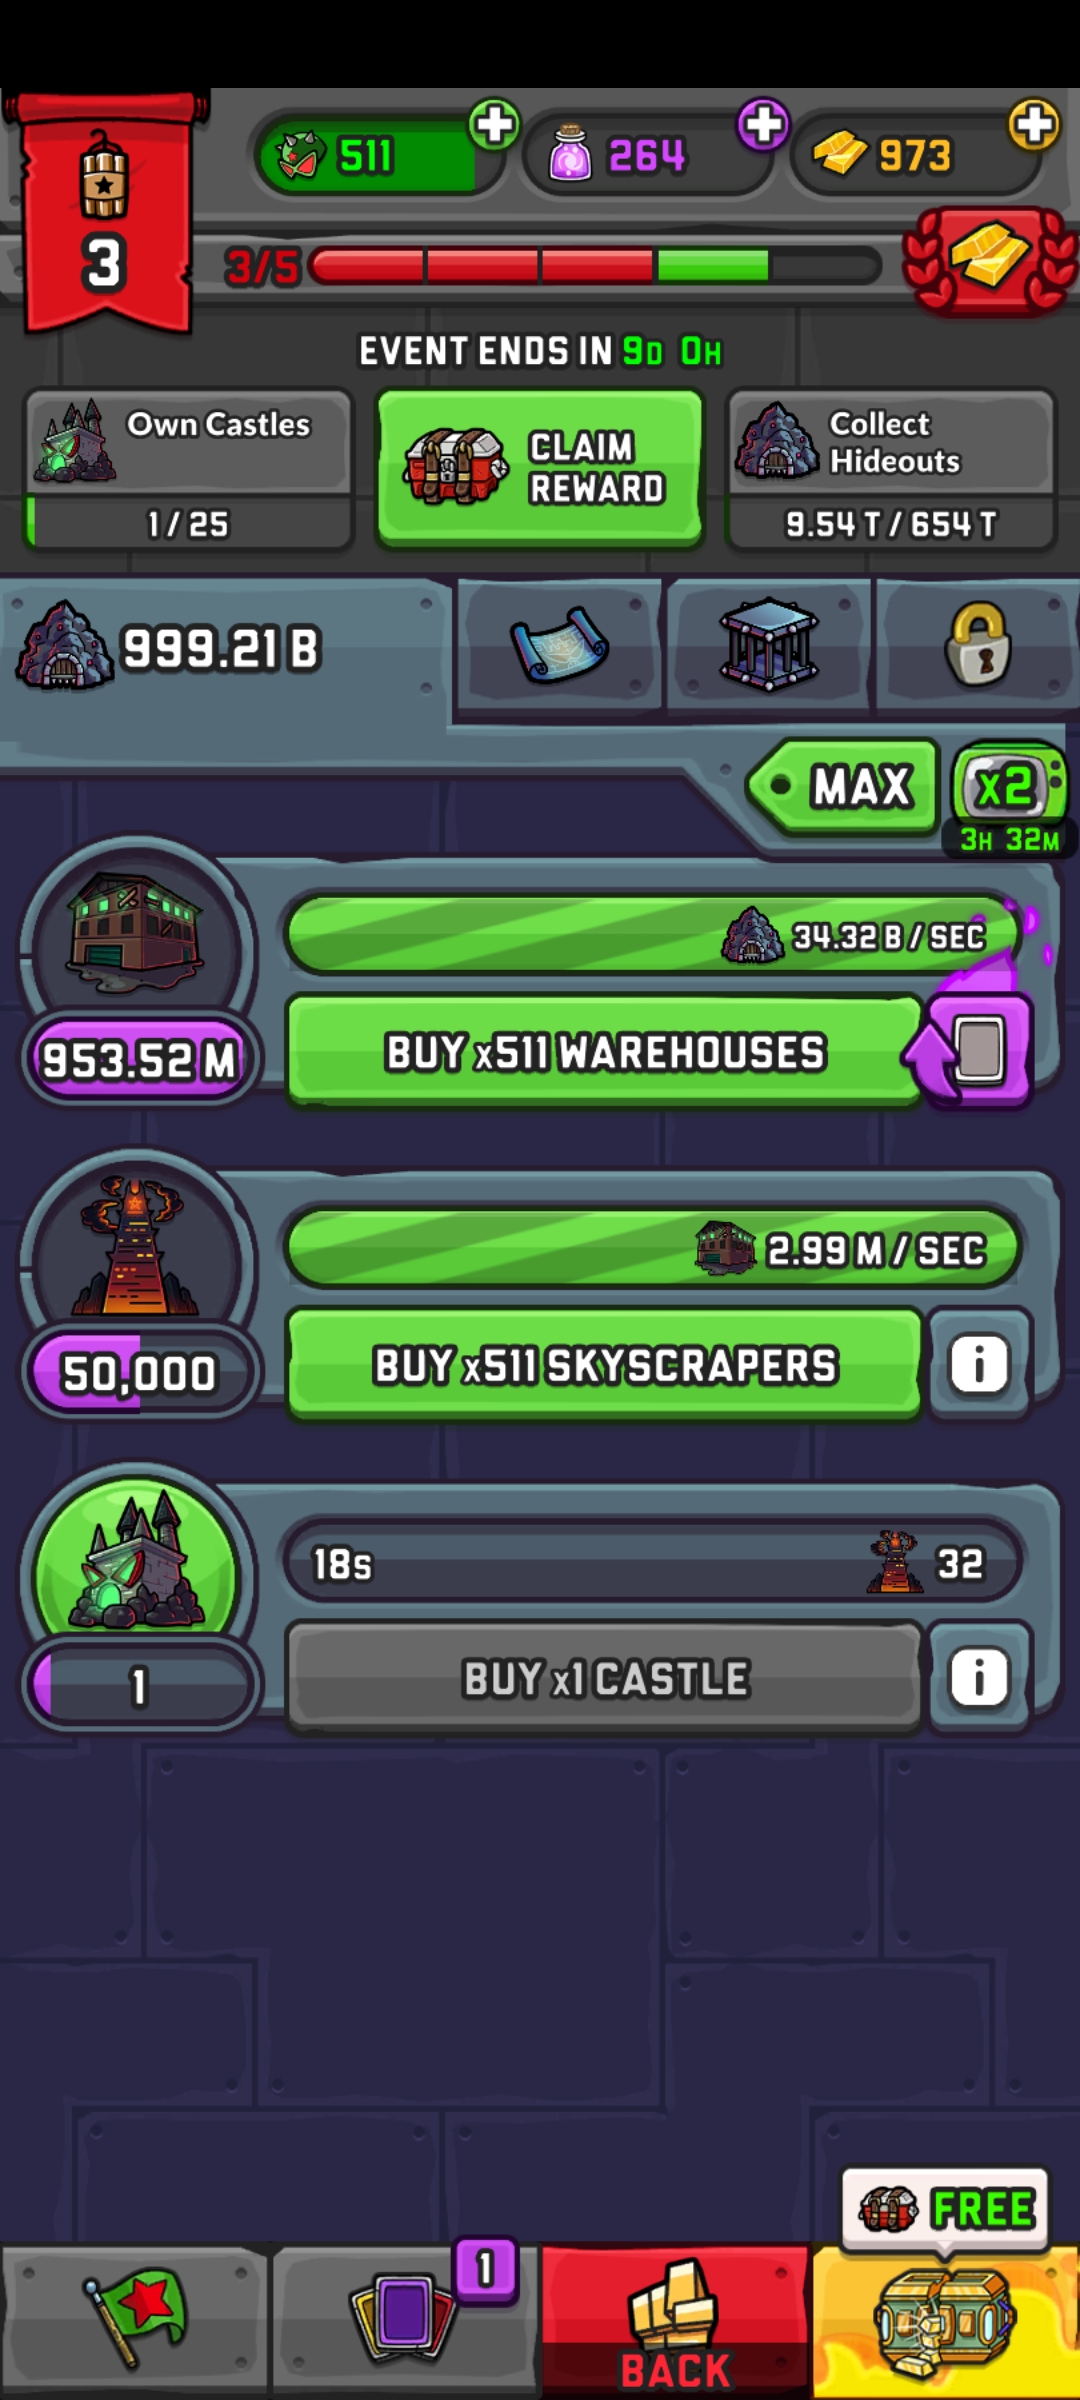 511
264
973
3
3/5
EVENT ENDS IN 9D 0H
Own Castles
1 / 25
CLAIM
REWARD
Collect
Hideouts
9.54 T / 654 T
999.21 B
MAX
x2
3H 32M
34.32 B / SEC
953.52 M
BUY x511 WAREHOUSES
2.99 M / SEC
50,000
BUY x511 SKYSCRAPERS
i
18s
32
1
BUY x1 CASTLE
i
FREE
1
BACK